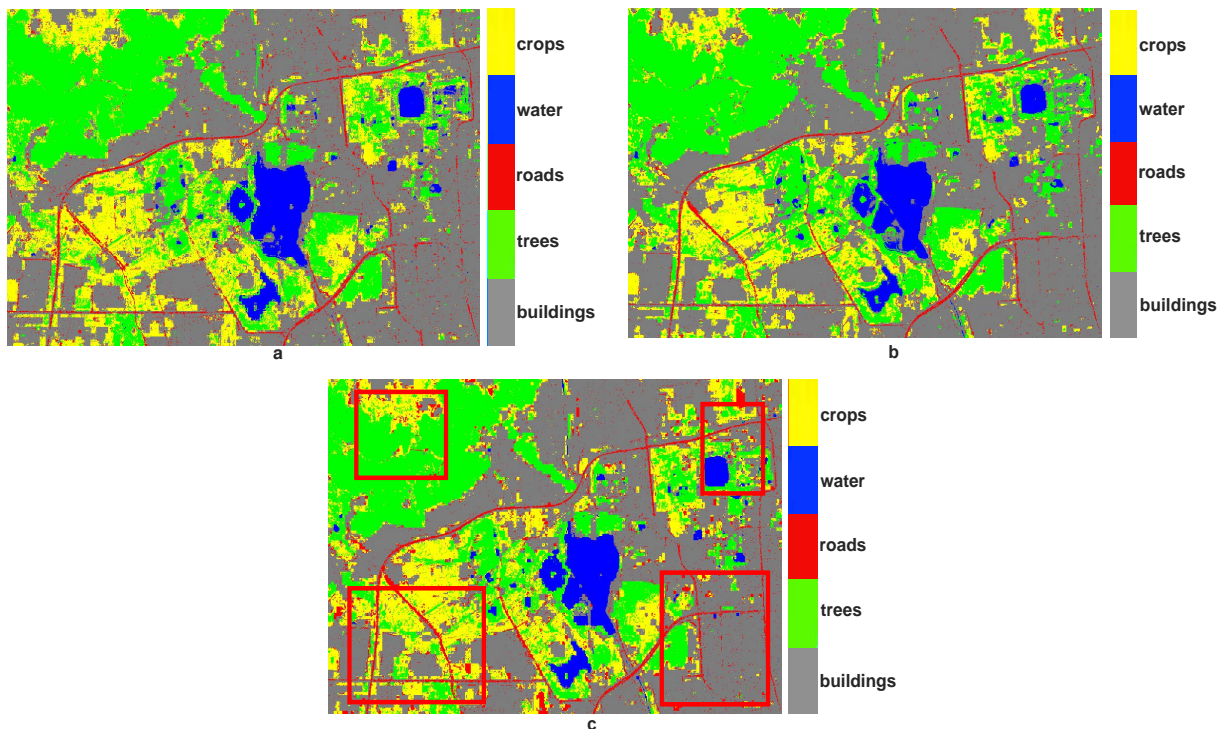 crops
water
roads
trees
buildings
a
crops
water
roads
trees
buildings
b
crops
water
roads
trees
buildings
c